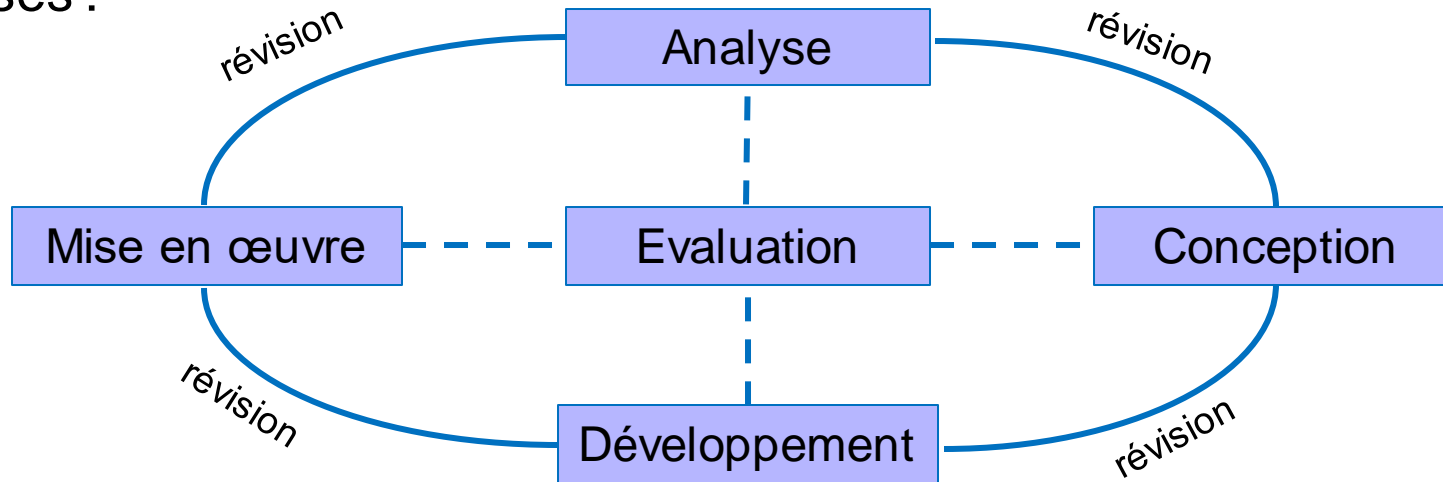 révision
Analyse
révision
Mise en œuvre
Evaluation
Conception
révision
Développement
révision